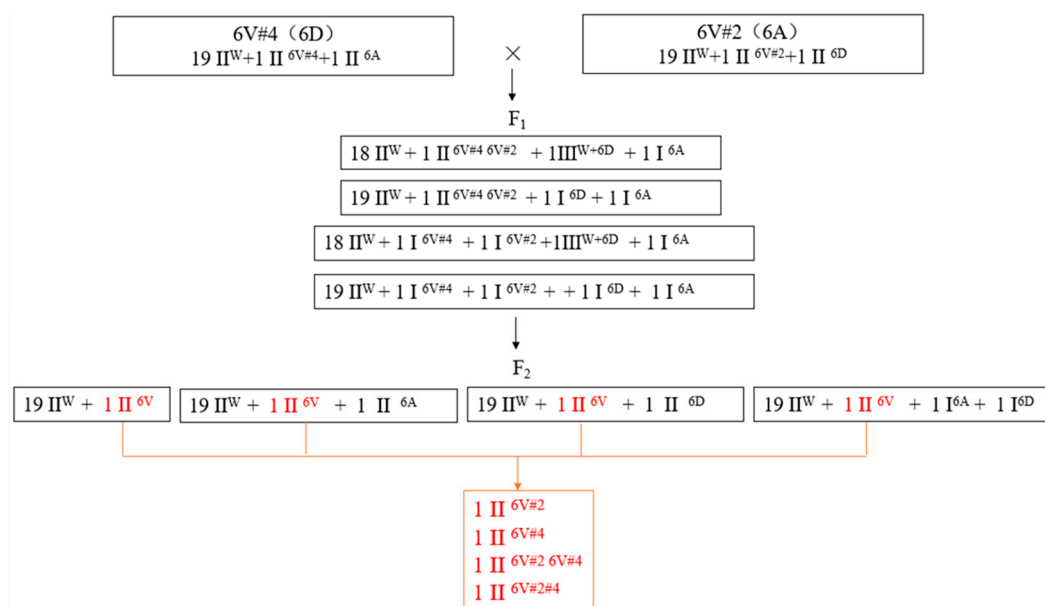 6V#4（6D）
19 IIᵂ+1 II ⁶ⱽ#⁴+1 II ⁶ᴬ
×
6V#2（6A）
19 IIᵂ+1 II ⁶ⱽ#²+1 II ⁶ᴰ
F₁
18 IIᵂ + 1 II ⁶ⱽ#⁴ ⁶ⱽ#² + 1IIIᵂ⁺⁶ᴰ + 1 I ⁶ᴬ
19 IIᵂ + 1 II ⁶ⱽ#⁴ ⁶ⱽ#² + 1 I ⁶ᴰ + 1 I ⁶ᴬ
18 IIᵂ + 1 I ⁶ⱽ#⁴ + 1 I ⁶ⱽ#² +1IIIᵂ⁺⁶ᴰ + 1 I ⁶ᴬ
19 IIᵂ + 1 I ⁶ⱽ#⁴ + 1 I ⁶ⱽ#² + + 1 I ⁶ᴰ + 1 I ⁶ᴬ
F₂
19 IIᵂ + 1 II ⁶ⱽ
19 IIᵂ + 1 II ⁶ⱽ + 1 II ⁶ᴬ
19 IIᵂ + 1 II ⁶ⱽ + 1 II ⁶ᴰ
19 IIᵂ + 1 II ⁶ⱽ + 1 I⁶ᴬ + 1 I⁶ᴰ
1 II ⁶ⱽ#²
1 II ⁶ⱽ#⁴
1 II ⁶ⱽ#² ⁶ⱽ#⁴
1 II ⁶ⱽ#²#⁴